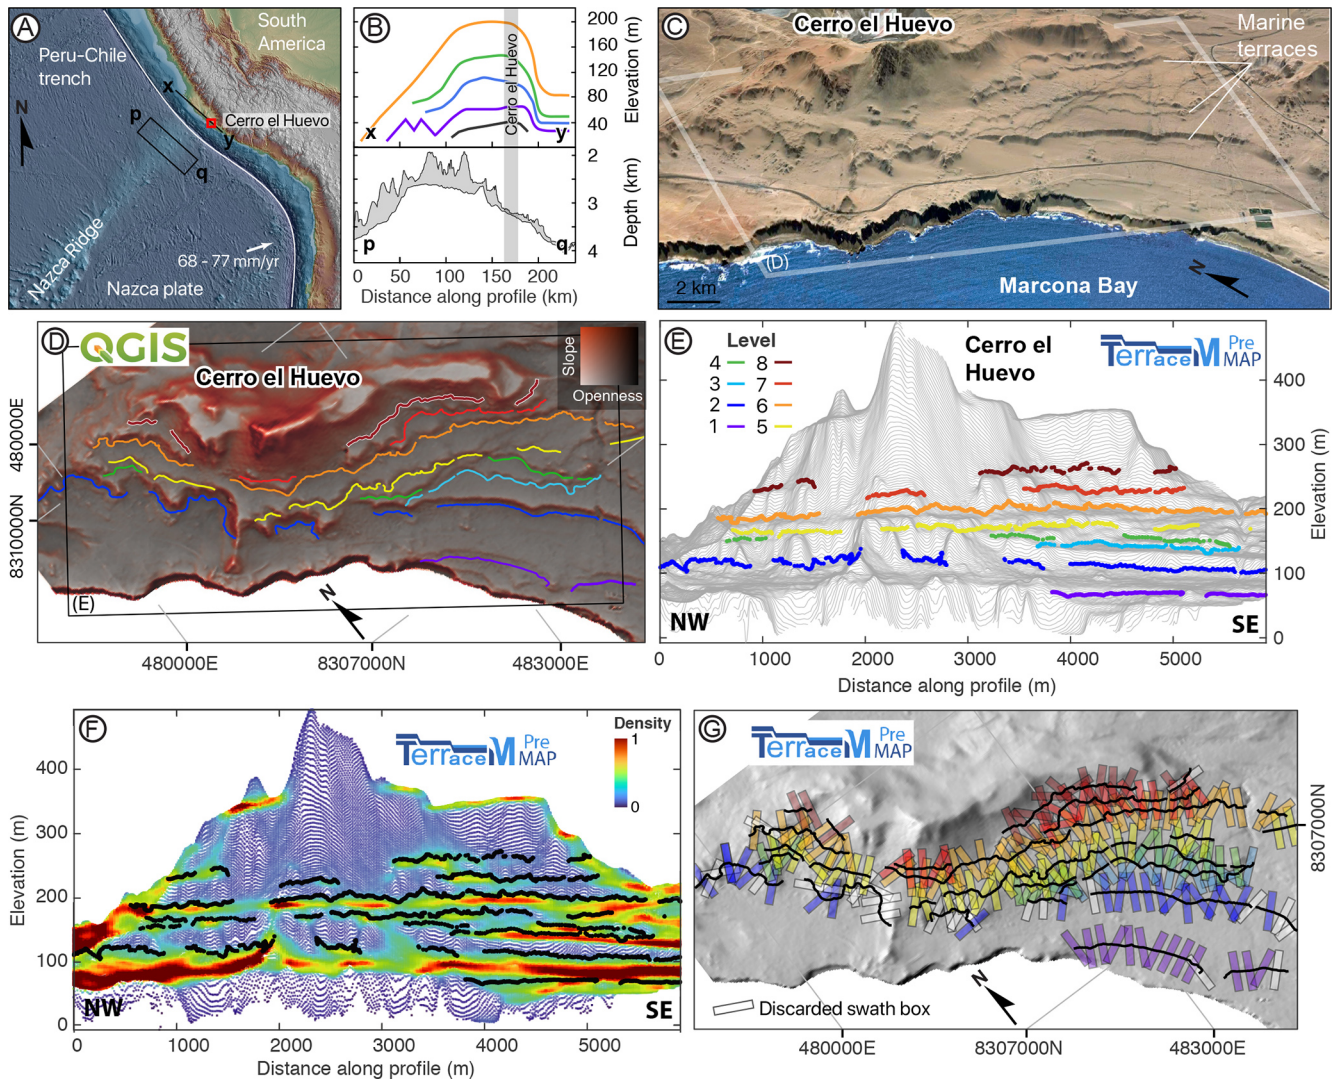 A
South
America
Peru-Chile
trench
N
x
p
Cerro el Huevo
y
q
Nazca Ridge
68 - 77 mm/yr
Nazca plate
B
200
160
120
80
40
Elevation (m)
Cerro el Huevo
x
y
2
3
4
Depth (km)
p
q
0
50
100
150
200
Distance along profile (km)
C
Cerro el Huevo
Marine
terraces
(D)
2 km
Marcona Bay
N
D
QGIS
Cerro el Huevo
Slope
Openness
480000E
8310000N
(E)
N
480000E
8307000N
483000E
E
Level
4
8
3
7
2
6
1
5
Cerro el
Huevo
TerraceM
Pre
MAP
400
300
200
100
0
Elevation (m)
NW
SE
0
1000
2000
3000
4000
5000
Distance along profile (m)
F
TerraceM
Pre
MAP
Density
1
0
400
300
200
100
0
Elevation (m)
NW
SE
0
1000
2000
3000
4000
5000
Distance along profile (m)
G
TerraceM
Pre
MAP
8307000N
N
Discarded swath box
480000E
8307000N
483000E